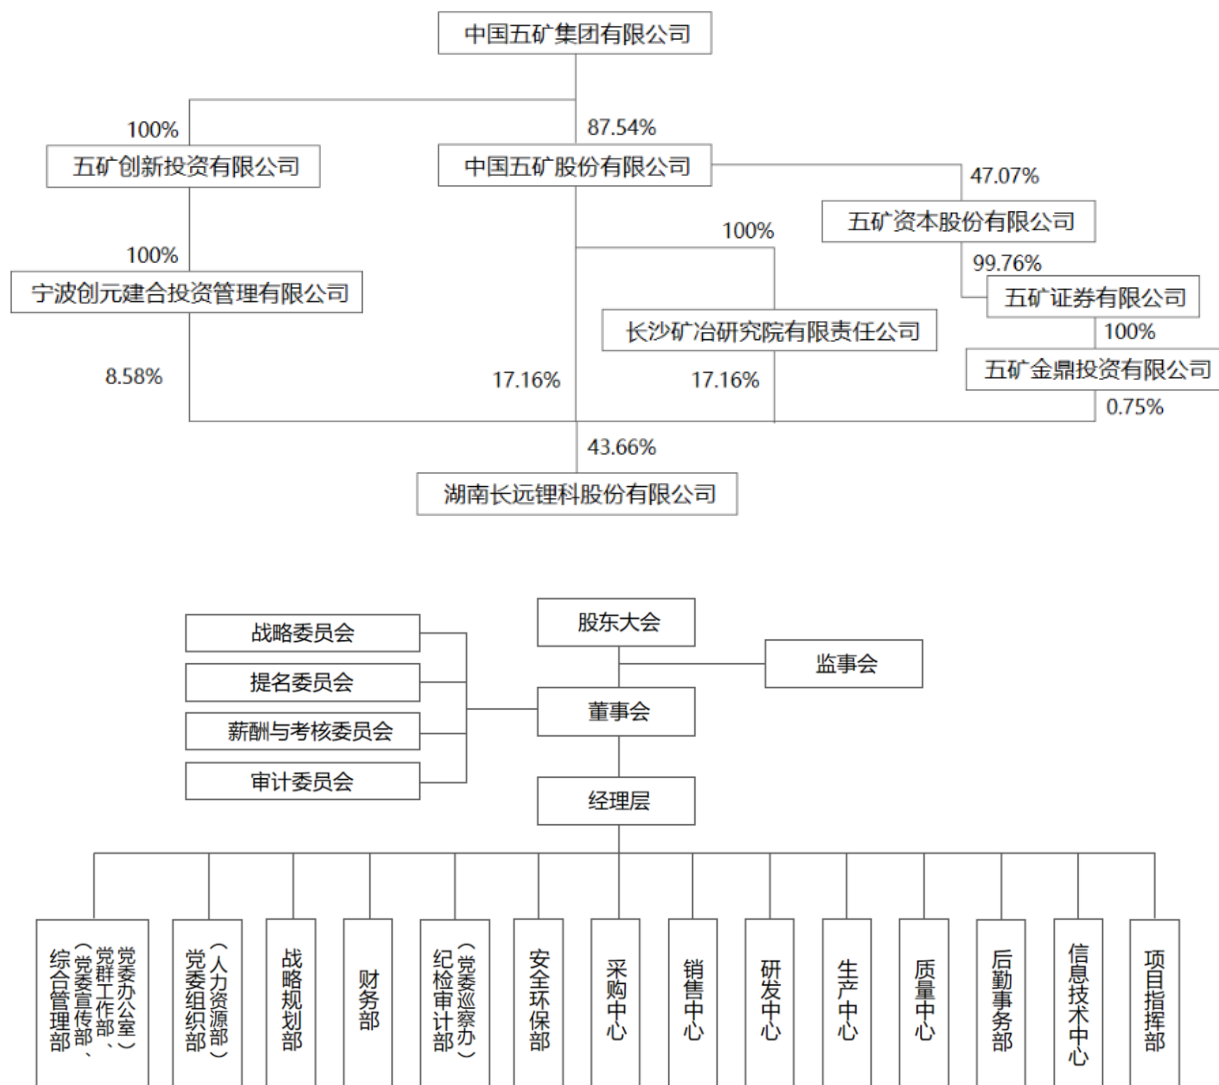 中国五矿集团有限公司
100%
87.54%
五矿创新投资有限公司
中国五矿股份有限公司
47.07%
五矿资本股份有限公司
100%
100%
99.76%
宁波创元建合投资管理有限公司
五矿证券有限公司
长沙矿冶研究院有限责任公司
100%
五矿金鼎投资有限公司
8.58%
17.16%
17.16%
0.75%
43.66%
湖南长远锂科股份有限公司
股东大会
战略委员会
监事会
提名委员会
董事会
薪酬与考核委员会
审计委员会
经理层
综合管理部
（党委宣传部、
党群工作部、
党委办公室）
党委组织部
（人力资源部）
战略规划部
财务部
纪检审计部
（党委巡察办）
安全环保部
采购中心
销售中心
研发中心
生产中心
质量中心
后勤事务部
信息技术中心
项目指挥部